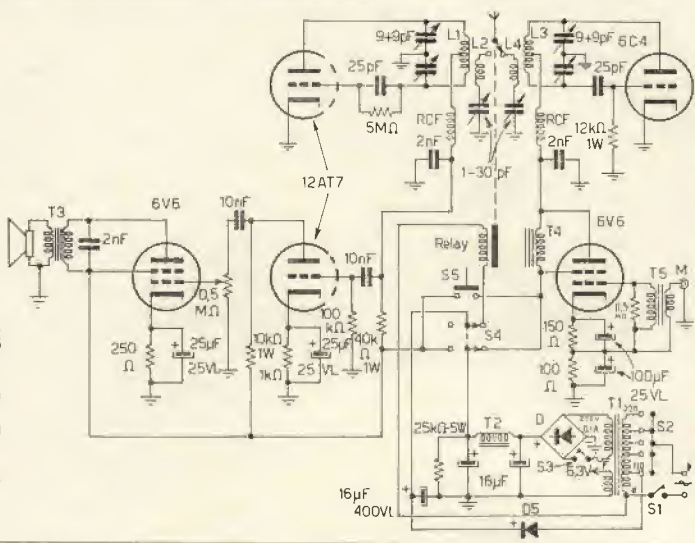 9+9pF
L1
L2
L4
L3
9+9pF
6C4
25pF
25pF
5MΩ
RCF
RCF
12kΩ
1W
2nF
2nF
12AT7
1-30pF
T3
6V6
10nF
2nF
10nF
Relay
T4
6V6
T5
M
0,5
MΩ
S5
100
kΩ
S4
250
Ω
25µF
25VL
10kΩ
1W
1kΩ
25µF
25
VL
40k
Ω
1W
150
Ω
100
Ω
100µF
25VL
25kΩ-5W
T2
D
0.1A
T1
S2
S3
6,3V
16µF
16µF
400VL
D5
S1